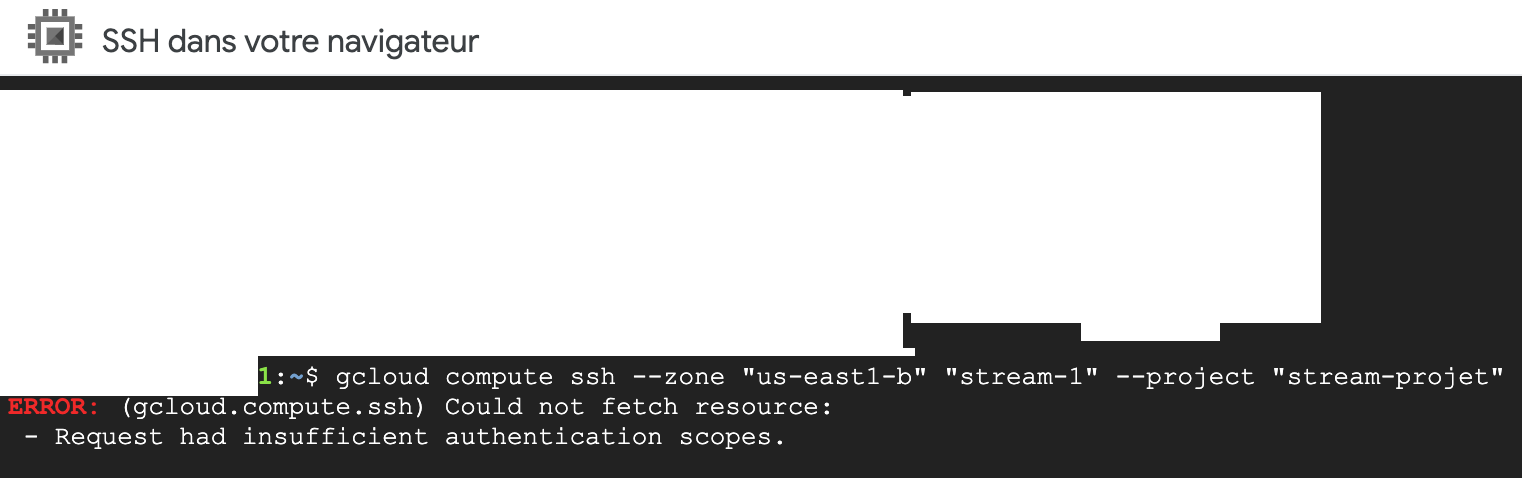 SSH dans votre navigateur
1:~$ gcloud compute ssh --zone "us-east1-b" "stream-1" --project "stream-projet"
ERROR: (gcloud.compute.ssh) Could not fetch resource:
- Request had insufficient authentication scopes.